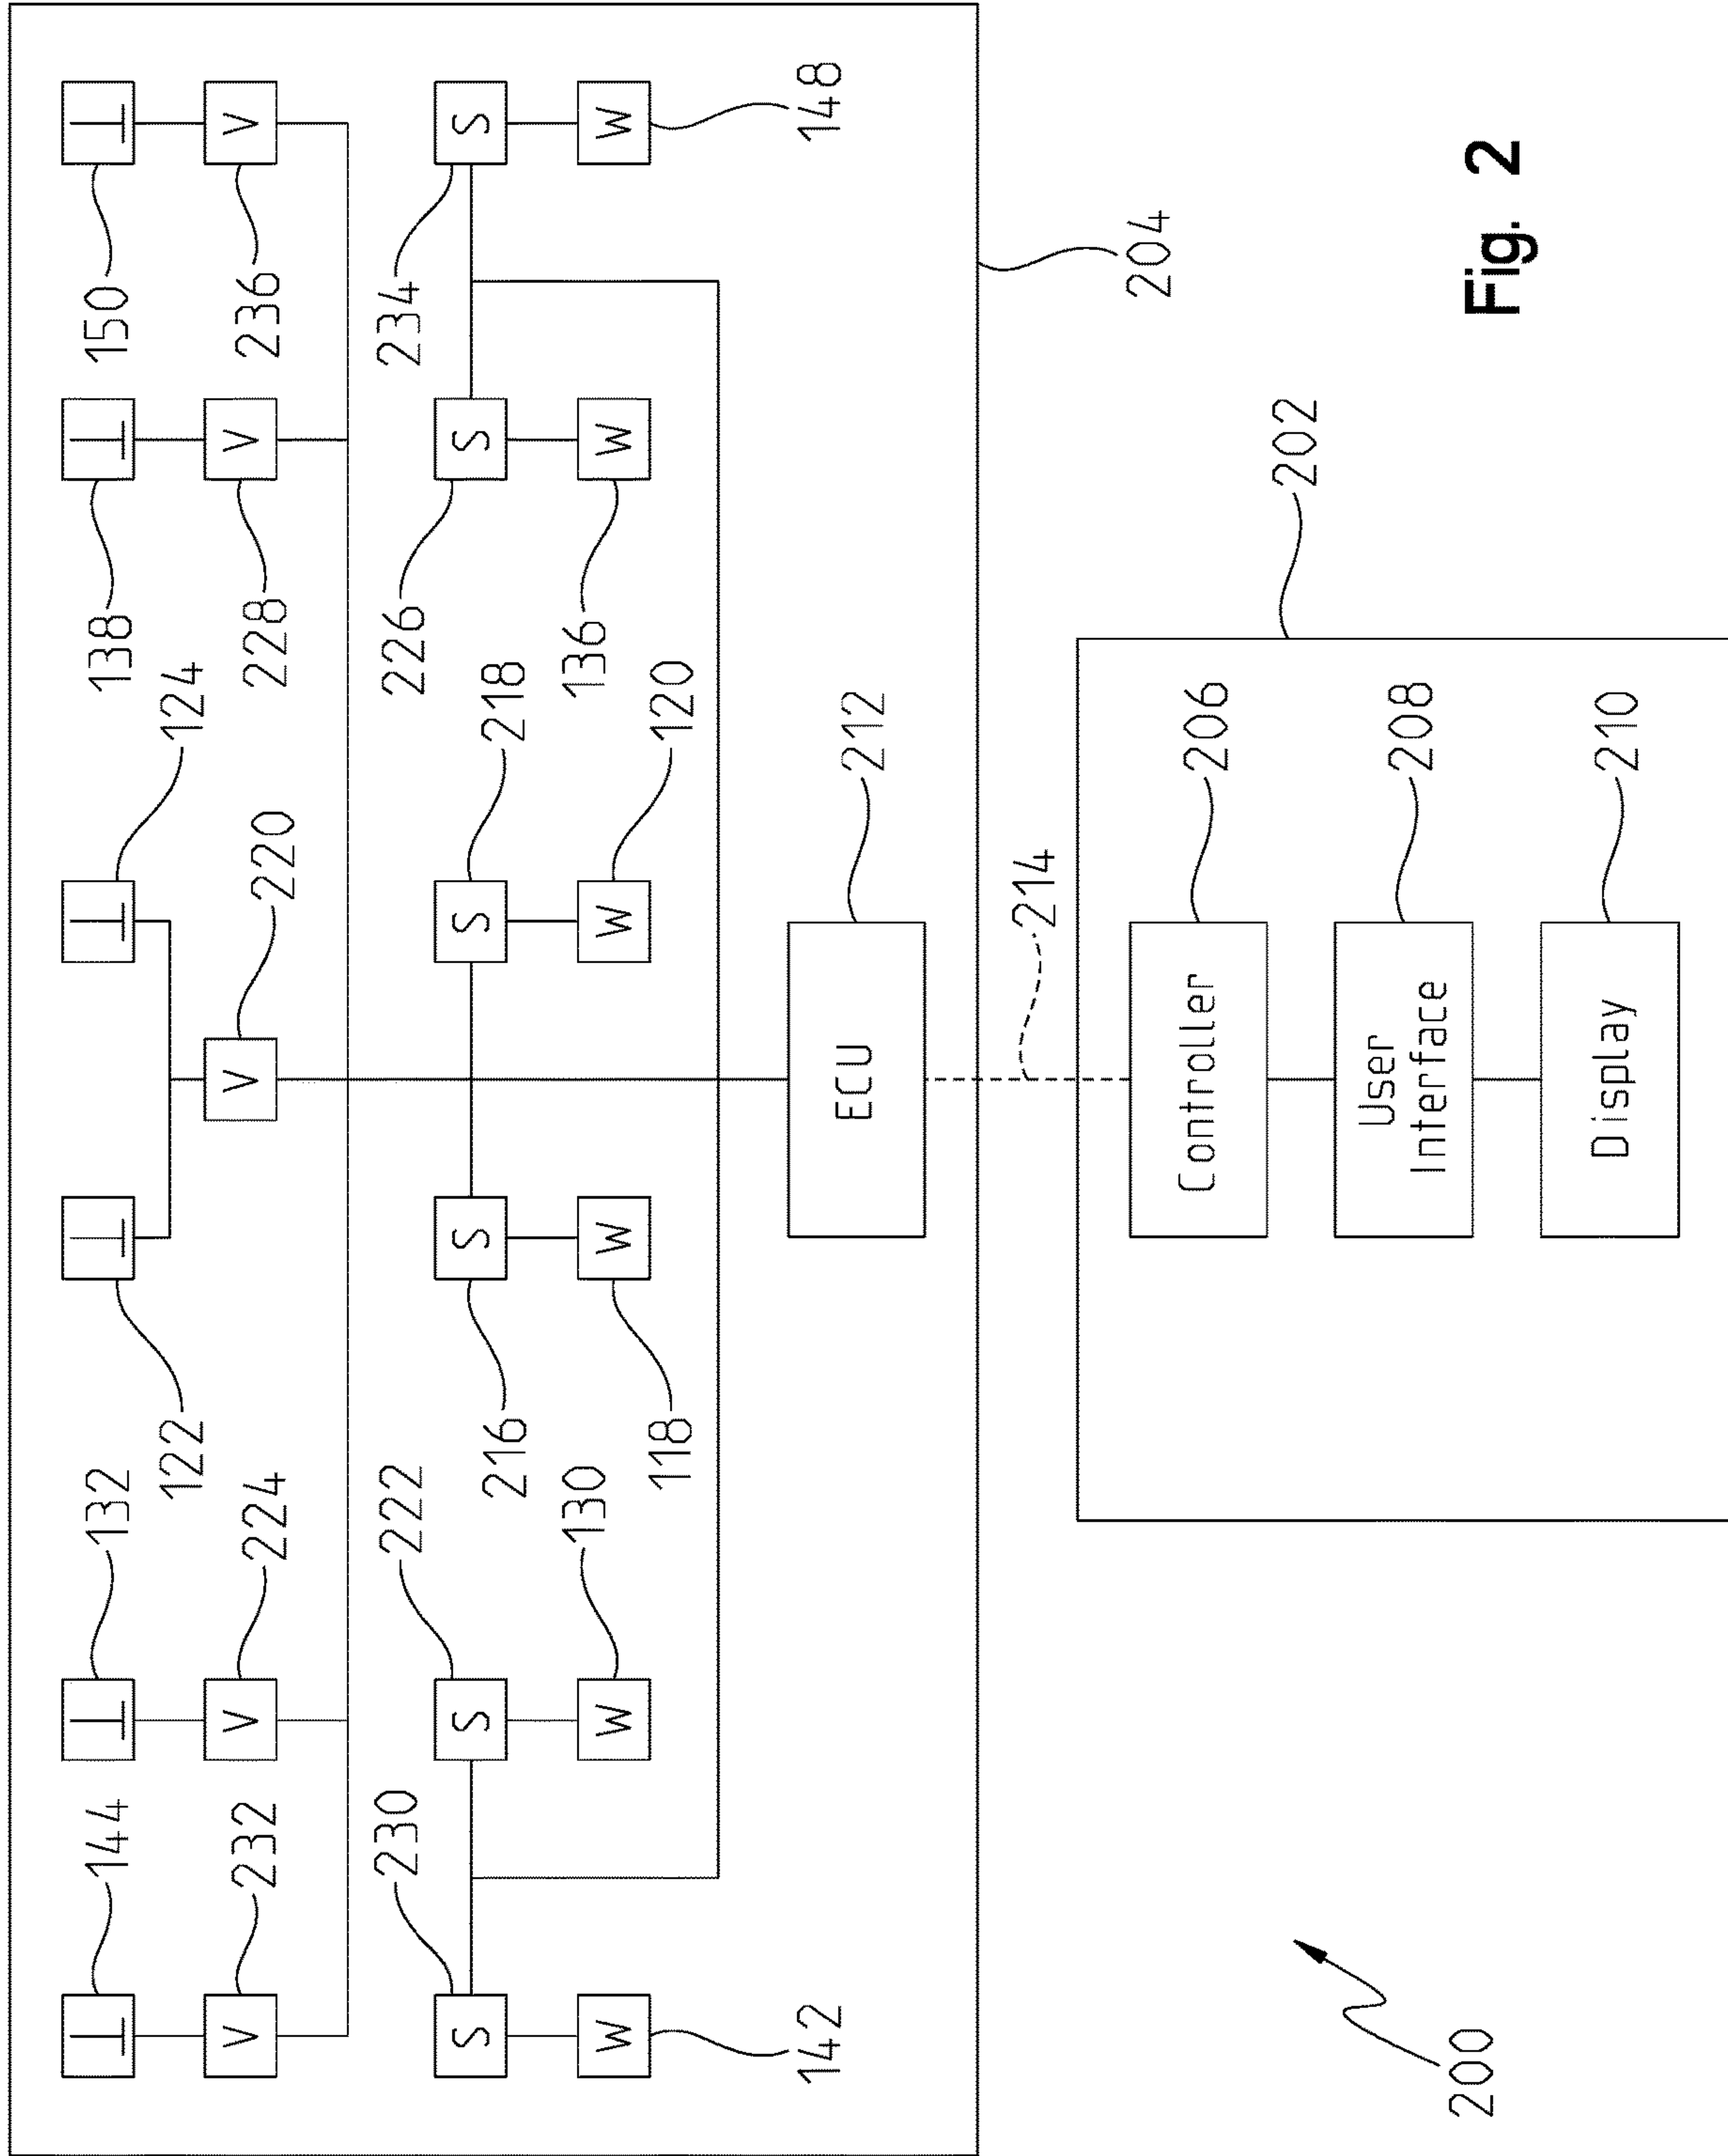 144 132 138 150
122 124
V V V V V
232 224 220 228 236
230 222 226 234
S S S S S S
216 218
130 136
W W W W W W
118 120
142 148
ECU 212
214
204
Controller 206
202
User 208
Interface
200
Fig. 2
Display 210